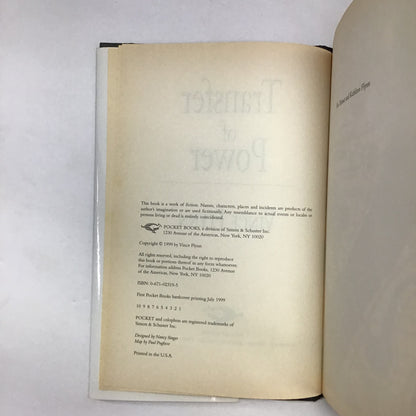 Transfer
of
Power
This book is a work of fiction. Names, characters, places and incidents are products of the
author's imagination or are used fictitiously. Any resemblance to actual events or locales or
persons living or dead is entirely coincidental.
POCKET BOOKS, a division of Simon & Schuster Inc.
1230 Avenue of the Americas, New York, NY 10020
Copyright © 1999 by Vince Flynn
All rights reserved, including the right to reproduce
this book or portions thereof in any form whatsoever.
For information address Pocket Books, 1230 Avenue
of the Americas, New York, NY 10020
ISBN: 0-671-02319-5
First Pocket Books hardcover printing July 1999
10 9 8 7 6 5 4 3 2 1
POCKET and colophon are registered trademarks of
Simon & Schuster Inc.
Designed by Nancy Singer
Map by Paul Pugliese
Printed in the U.S.A.
and Kathleen Flynn